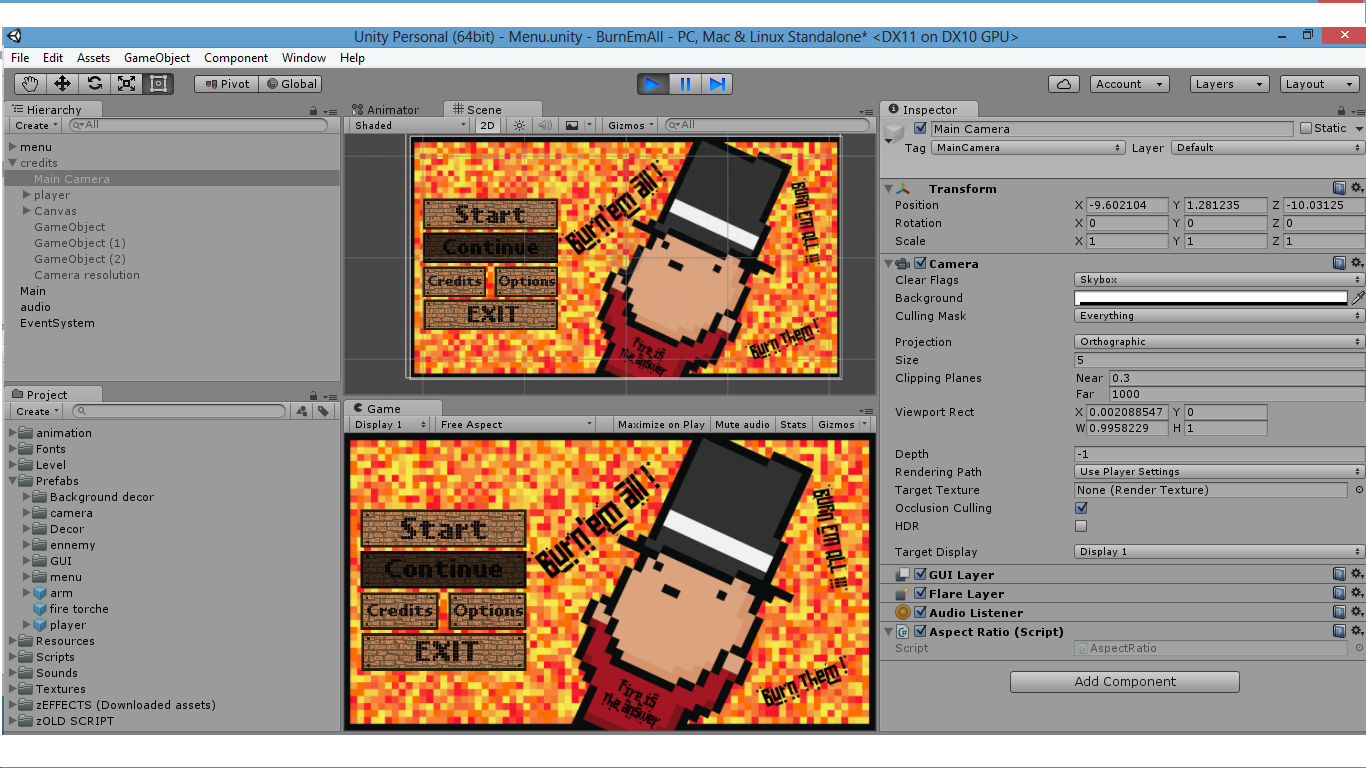 Unity Personal (64bit) - Menu.unity - BurnEmAll - PC, Mac & Linux Standalone* <DX11 on DX10 GPU>
File Edit Assets GameObject Component Window Help
Pivot Global Account Layers Layout
Hierarchy
Create All
menu
credits
Main Camera
player
Canvas
GameObject
GameObject (1)
GameObject (2)
Camera resolution
Main
audio
EventSystem
Project
Create
animation
Fonts
Level
Prefabs
Background decor
camera
Decor
ennemy
GUI
menu
arm
fire torche
player
Resources
Scripts
Sounds
Textures
zEFFECTS (Downloaded assets)
zOLD SCRIPT
Animator Scene
Shaded 2D Gizmos All
Start
Continue
Credits Options
EXIT
Burn'em all !
BURN EM ALL !!!
Fire is
The answer
Burn Them !
Game
Display 1 Free Aspect Maximize on Play Mute audio Stats Gizmos
Start
Continue
Credits Options
EXIT
Burn'em all !
BURN EM ALL !!!
Fire is
The answer
Burn Them !
Inspector
Main Camera Static
Tag MainCamera Layer Default
Transform
Position X -9.602104 Y 1.281235 Z -10.03125
Rotation X 0 Y 0 Z 0
Scale X 1 Y 1 Z 1
Camera
Clear Flags Skybox
Background
Culling Mask Everything
Projection Orthographic
Size 5
Clipping Planes Near 0.3
Far 1000
Viewport Rect X 0.002088547 Y 0
W 0.9958229 H 1
Depth -1
Rendering Path Use Player Settings
Target Texture None (Render Texture)
Occlusion Culling
HDR
Target Display Display 1
GUI Layer
Flare Layer
Audio Listener
Aspect Ratio (Script)
Script AspectRatio
Add Component